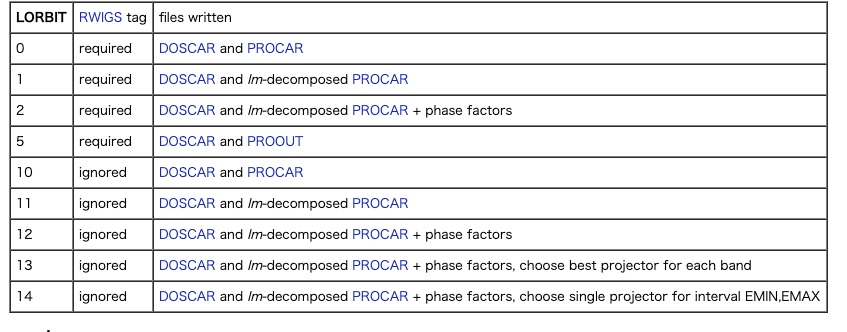 LORBIT RWIGS tag files written
0 required DOSCAR and PROCAR
1 required DOSCAR and lm-decomposed PROCAR
2 required DOSCAR and lm-decomposed PROCAR + phase factors
5 required DOSCAR and PROOUT
10 ignored DOSCAR and PROCAR
11 ignored DOSCAR and lm-decomposed PROCAR
12 ignored DOSCAR and lm-decomposed PROCAR + phase factors
13 ignored DOSCAR and lm-decomposed PROCAR + phase factors, choose best projector for each band
14 ignored DOSCAR and lm-decomposed PROCAR + phase factors, choose single projector for interval EMIN,EMAX